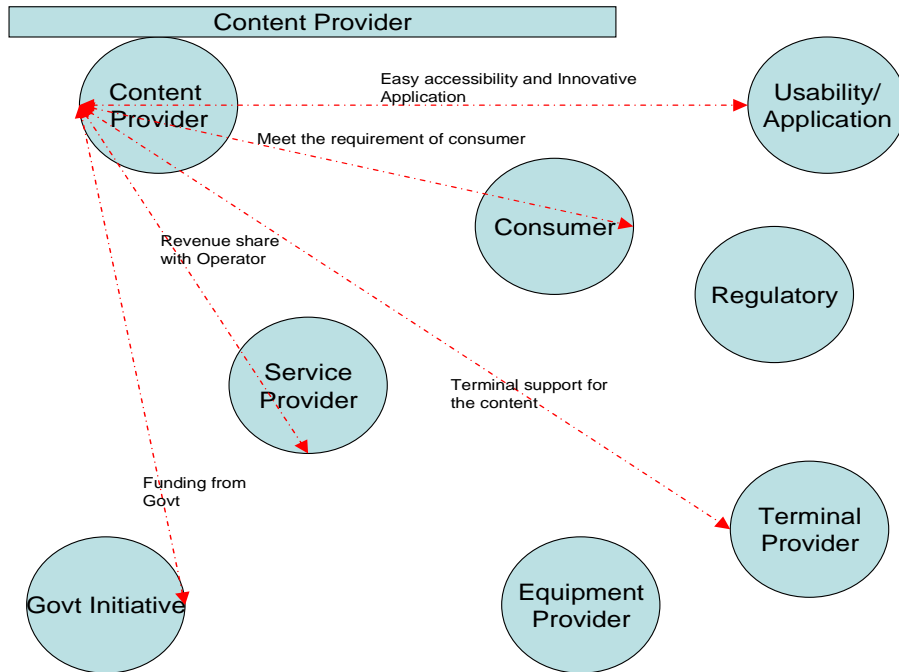 Content Provider
Content
Provider
Easy accessibility and Innovative
Application
Usability/
Application
Meet the requirement of consumer
Consumer
Revenue share
with Operator
Regulatory
Service
Provider
Terminal support for
the content
Funding from
Govt
Terminal
Provider
Govt Initiative
Equipment
Provider